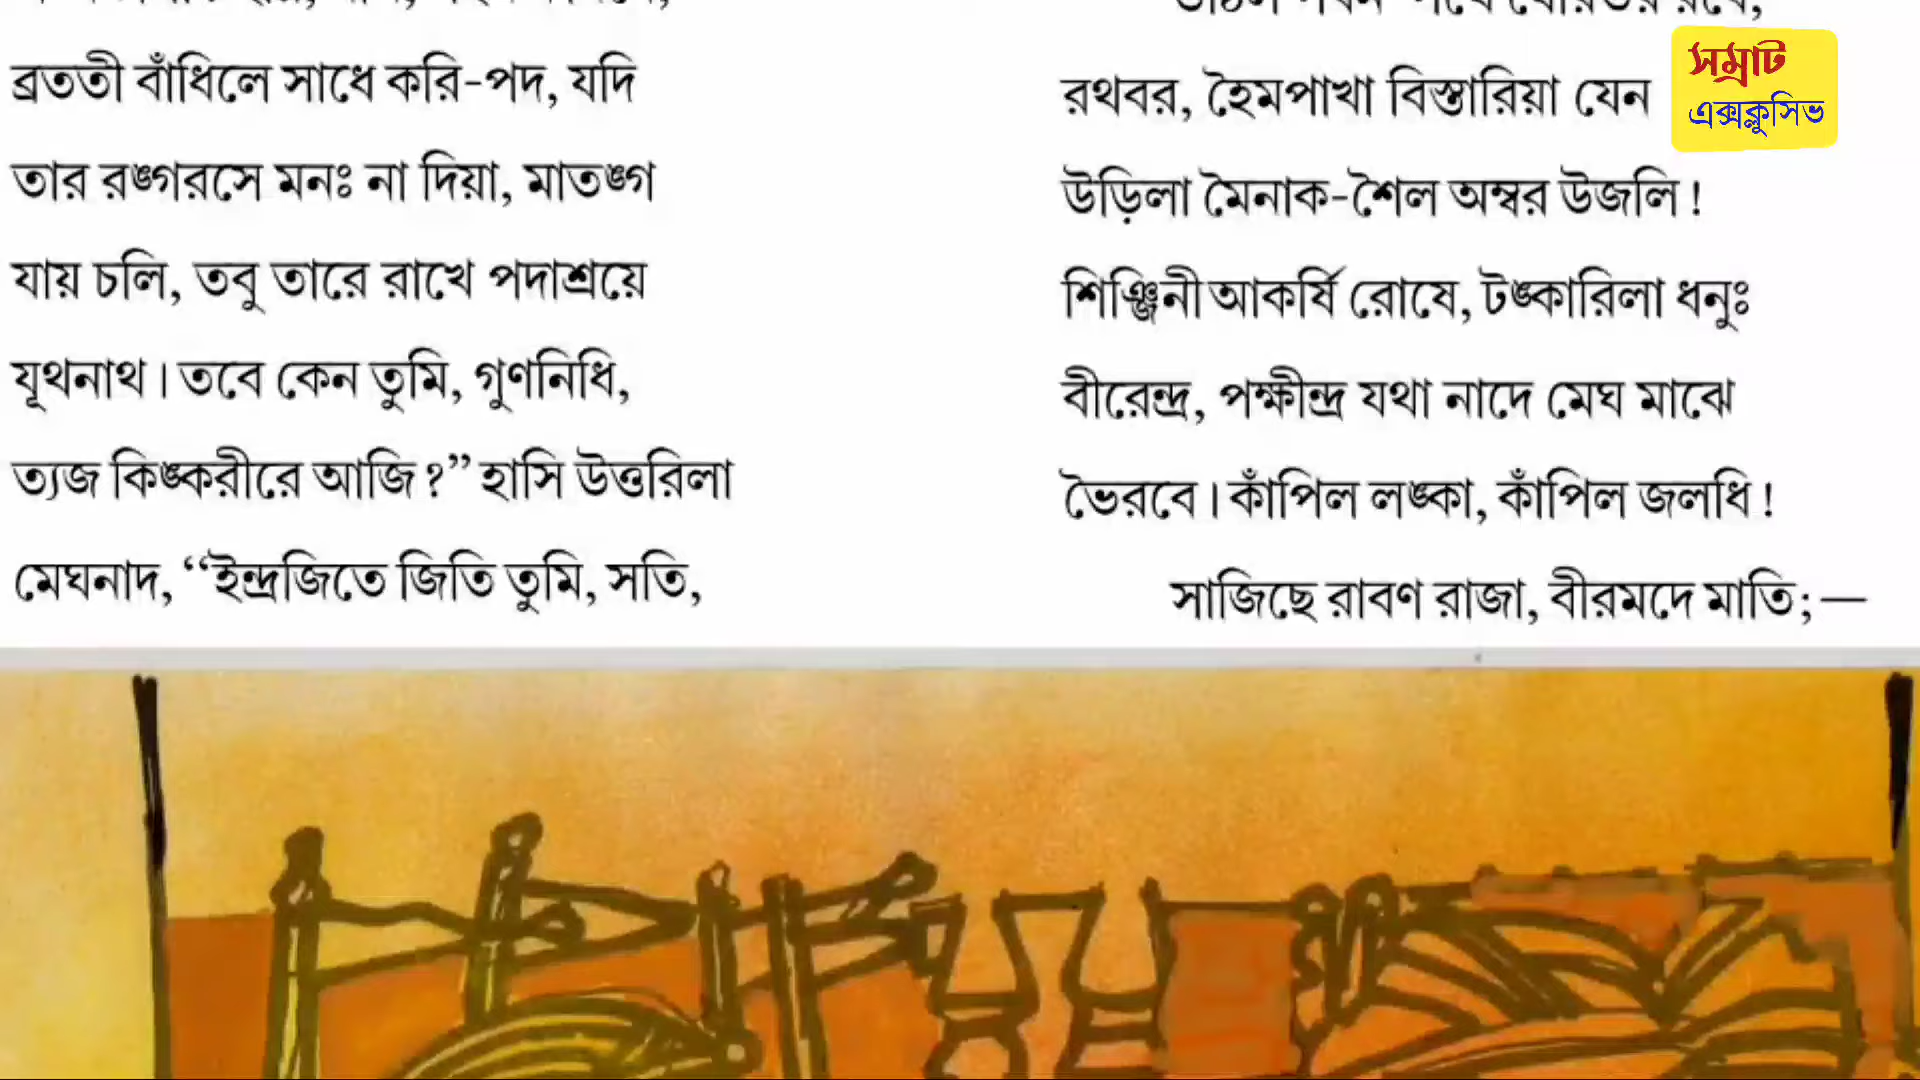 ব্রততী বাঁধিলে সাধে করি-পদ, যদি
তার রঙ্গরসে মনঃ না দিয়া, মাতঙ্গ
যায় চলি, তবু তারে রাখে পদাশ্রয়ে
যূথনাথ। তবে কেন তুমি, গুণনিধি,
ত্যজ কিঙ্করীরে আজি?” হাসি উত্তরিলা
মেঘনাদ, “ইন্দ্রজিতে জিতি তুমি, সতি,
রথবর, হৈমপাখা বিস্তারিয়া যেন
উড়িলা মৈনাক-শৈল অম্বর উজলি!
শিঞ্জিনী আকর্ষি রোষে, টঙ্কারিলা ধনুঃ
বীরেন্দ্র, পক্ষীন্দ্র যথা নাদে মেঘ মাঝে
ভৈরবে। কাঁপিল লঙ্কা, কাঁপিল জলধি!
সাজিছে রাবণ রাজা, বীরমদে মাতি;—
সম্রাট
এক্সক্লুসিভ